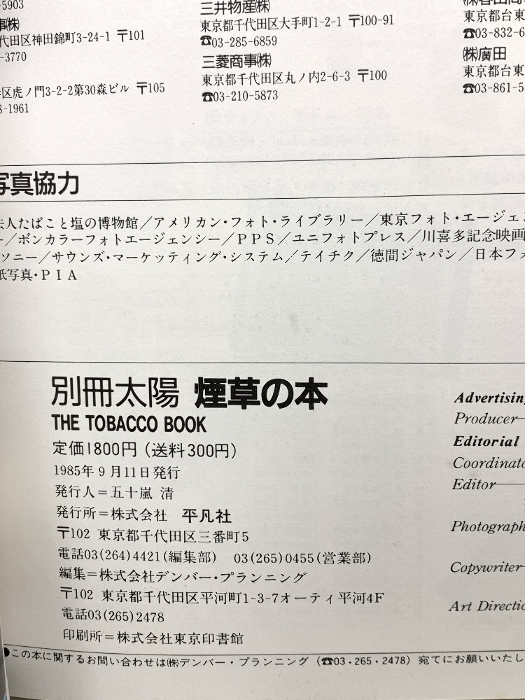 -5903
事㈱
代田区神田錦町3-24-1 〒101
-3770
区虎ノ門3-2-2第30森ビル 〒105
-1961
三井物産㈱
東京都千代田区大手町1-2-1 〒100-91
☎03-285-6859
三菱商事㈱
東京都千代田区丸ノ内2-6-3 〒100
☎03-210-5873
東京都台東
☎03-832-6
㈱廣田
東京都台東
☎03-861-5
写真協力
法人たばこと塩の博物館／アメリカン・フォト・ライブラリー／東京フォト・エージェン
ー／ボンカラーフォトエージェンシー／PPS／ユニフォトプレス／川喜多記念映画
ソニー／サウンズ・マーケッティング・システム／テイチク／徳間ジャパン／日本フォ
紙写真・PIA
別冊太陽 煙草の本
THE TOBACCO BOOK
定価1800円（送料300円）
1985年9月11日発行
発行人＝五十嵐 清
発行所＝株式会社 平凡社
〒102 東京都千代田区三番町5
電話03(264)4421(編集部) 03(265)0455(営業部)
編集＝株式会社デンバー・プランニング
〒102 東京都千代田区平河町1-3-7オーティ平河4F
電話03(265)2478
印刷所＝株式会社東京印書館
Advertising
Producer
Editorial
Coordinato
Editor
Photograph
Copywriter
Art Directio
●この本に関するお問い合わせは㈱デンバー・プランニング（☎03・265・2478）宛てにお願いいたし